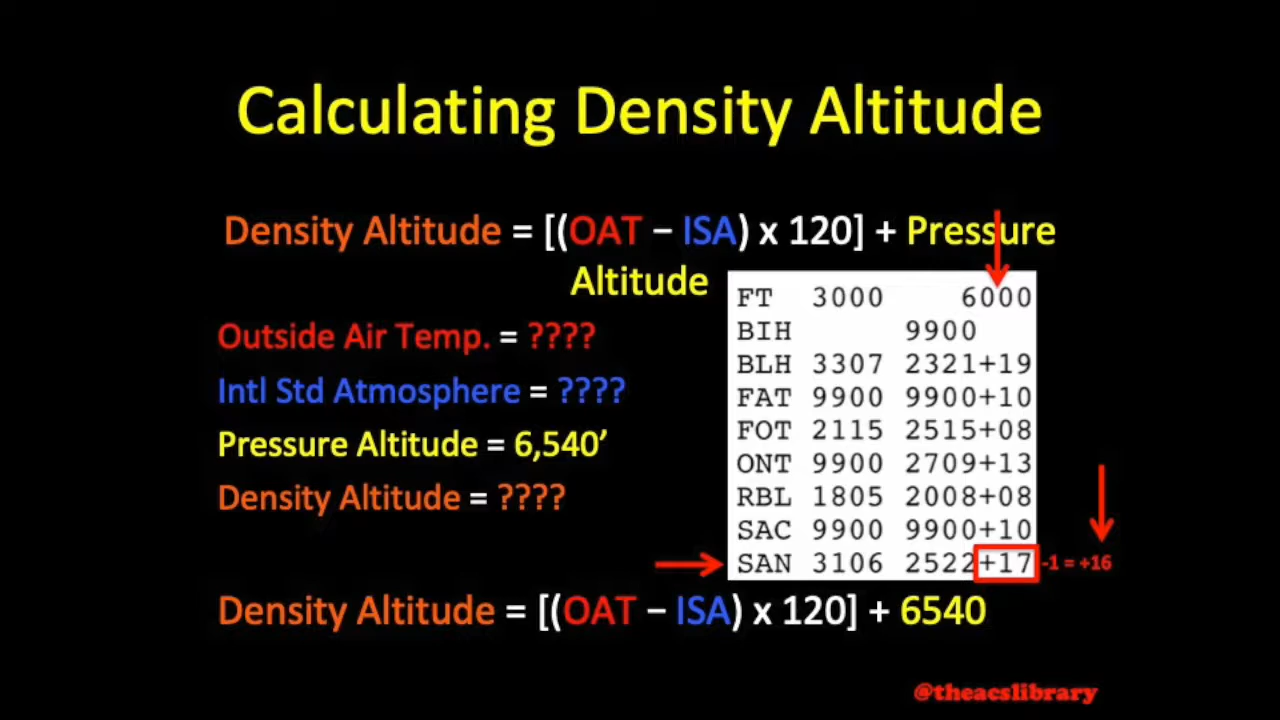 Calculating Density Altitude
Density Altitude = [(OAT − ISA) x 120] + Pressure
Altitude
Outside Air Temp. = ????
Intl Std Atmosphere = ????
Pressure Altitude = 6,540’
Density Altitude = ????
FT 3000 6000
BIH 9900
BLH 3307 2321+19
FAT 9900 9900+10
FOT 2115 2515+08
ONT 9900 2709+13
RBL 1805 2008+08
SAC 9900 9900+10
SAN 3106 2522+17 -1 = +16
Density Altitude = [(OAT − ISA) x 120] + 6540
@theacslibrary